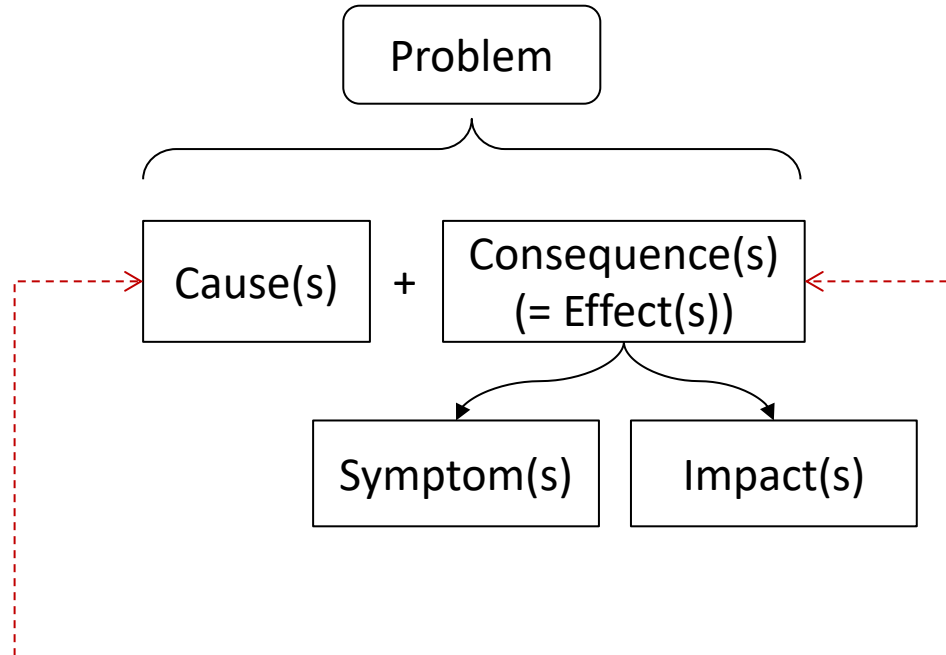 Problem
Cause(s)
+
Consequence(s)
(= Effect(s))
Symptom(s)
Impact(s)